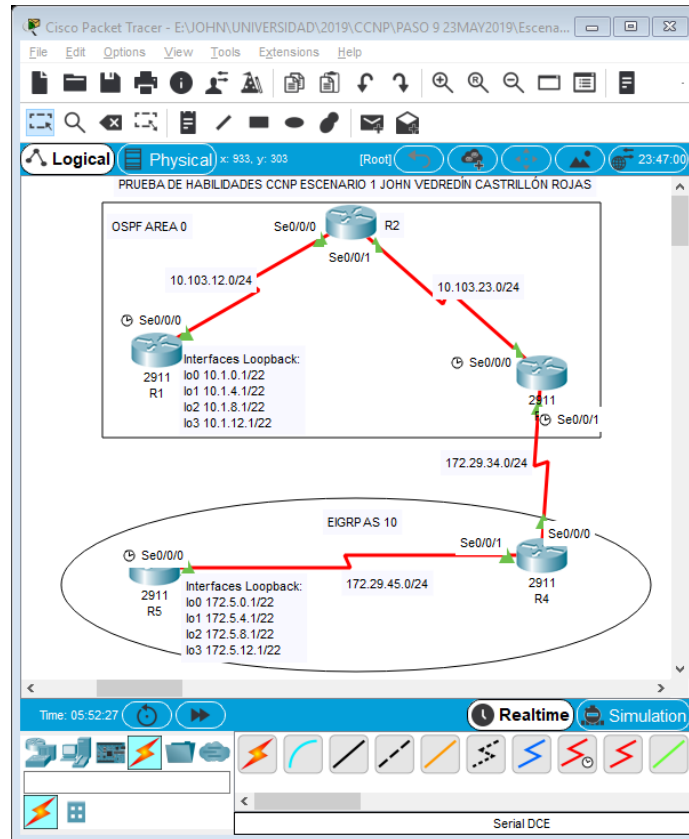 Cisco Packet Tracer - E:\JOHN\UNIVERSIDAD\2019\CCNP\PASO 9 23MAY2019\Escena...
File Edit Options View Tools Extensions Help
Logical Physical x: 933, y: 303 [Root] 23:47:00
PRUEBA DE HABILIDADES CCNP ESCENARIO 1 JOHN VEDREDÍN CASTRILLÓN ROJAS
OSPF AREA 0 Se0/0/0 R2
Se0/0/1
10.103.12.0/24 10.103.23.0/24
Se0/0/0
Se0/0/0
2911
R1
Interfaces Loopback:
lo0 10.1.0.1/22
lo1 10.1.4.1/22
lo2 10.1.8.1/22
lo3 10.1.12.1/22
2911
Se0/0/1
172.29.34.0/24
EIGRP AS 10
Se0/0/0
Se0/0/1
Se0/0/0
172.29.45.0/24
2911
R5
Interfaces Loopback:
lo0 172.5.0.1/22
lo1 172.5.4.1/22
lo2 172.5.8.1/22
lo3 172.5.12.1/22
2911
R4
Time: 05:52:27 Realtime Simulation
Serial DCE